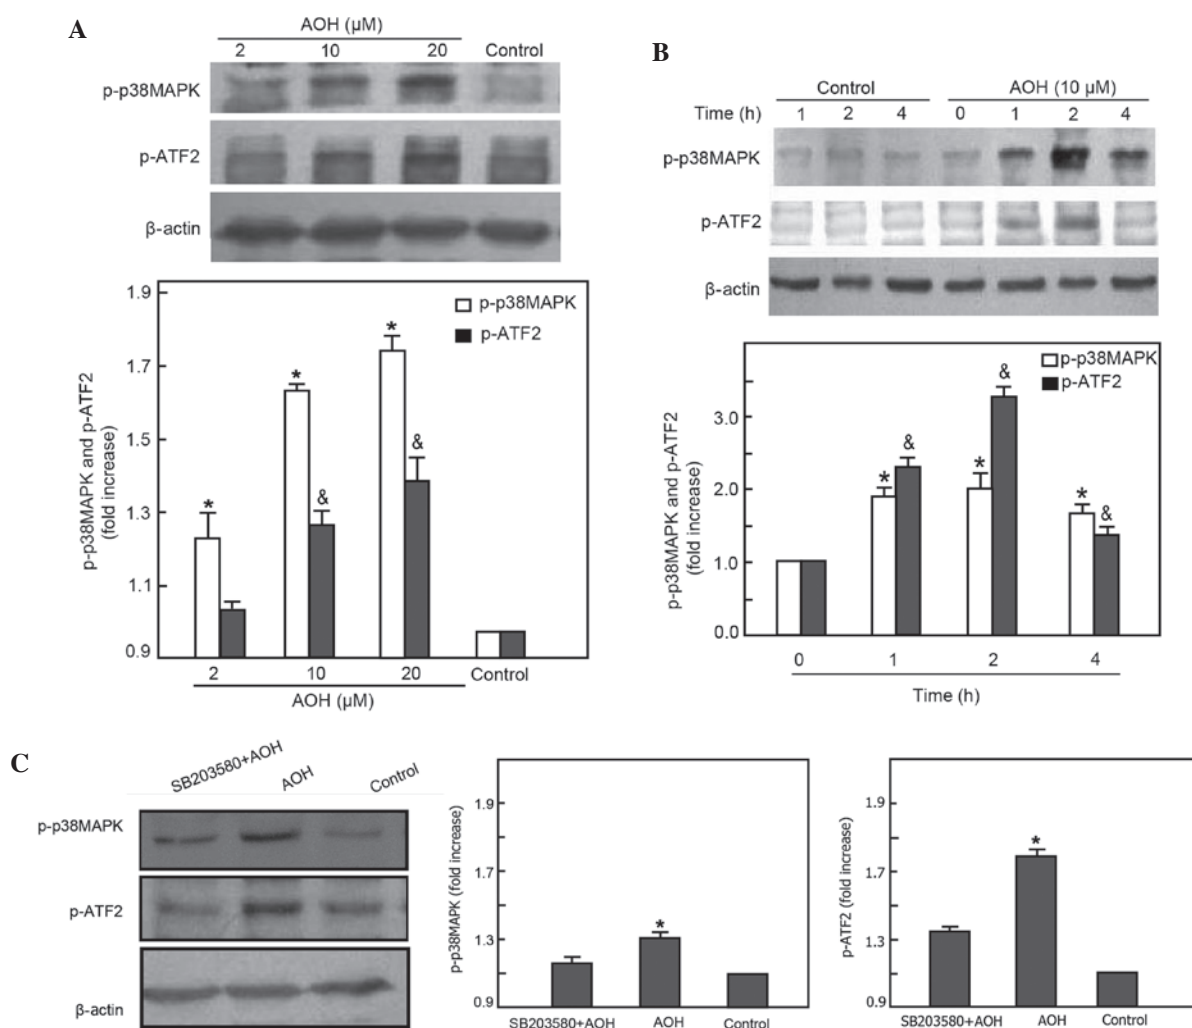 A
AOH (µM)
2 10 20 Control
p-p38MAPK
p-ATF2
β-actin
1.9
1.7
1.5
1.3
1.1
0.9
p-p38MAPK and p-ATF2
(fold increase)
p-p38MAPK
p-ATF2
*
*
&
*
&
2 10 20 Control
AOH (µM)
B
Control AOH (10 µM)
Time (h) 1 2 4 0 1 2 4
p-p38MAPK
p-ATF2
β-actin
3.0
2.0
1.0
0.0
p-p38MAPK and p-ATF2
(fold increase)
p-p38MAPK
p-ATF2
*
&
*
&
*
&
0 1 2 4
Time (h)
C
SB203580+AOH AOH Control
p-p38MAPK
p-ATF2
β-actin
1.9
1.7
1.3
0.9
p-p38MAPK (fold increase)
*
SB203580+AOH AOH Control
1.9
1.7
1.3
0.9
p-ATF2 (fold increase)
*
SB203580+AOH AOH Control